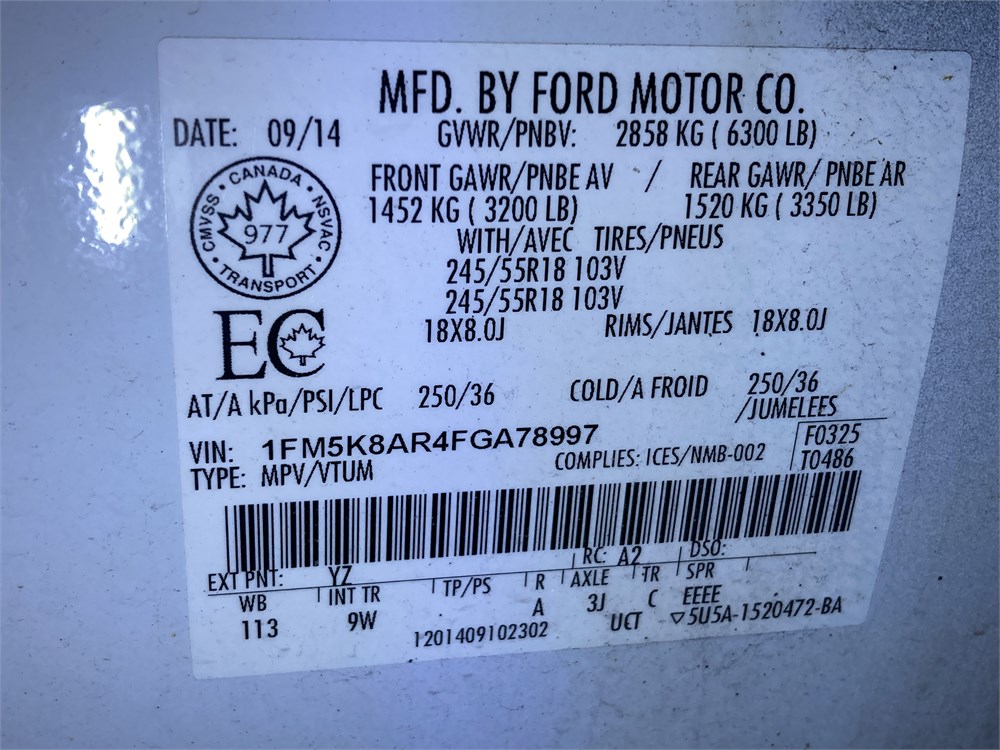 MFD. BY FORD MOTOR CO.
DATE: 09/14 GVWR/PNBV: 2858 KG ( 6300 LB)
FRONT GAWR/PNBE AV / REAR GAWR/ PNBE AR
1452 KG ( 3200 LB) 1520 KG ( 3350 LB)
WITH/AVEC TIRES/PNEUS
245/55R18 103V
245/55R18 103V
18X8.0J RIMS/JANTES 18X8.0J
CMVSS • CANADA • NSVAC • TRANSPORT •
977
EC
AT/A kPa/PSI/LPC 250/36 COLD/A FROID 250/36
/JUMELEES
VIN: 1FM5K8AR4FGA78997 F0325
TYPE: MPV/VTUM COMPLIES: ICES/NMB-002 T0486
EXT PNT: YZ RC: A2 DSO:
WB INT TR TP/PS R AXLE TR SPR
113 9W A 3J C EEEE
1201409102302 UCT ▽5U5A-1520472-BA